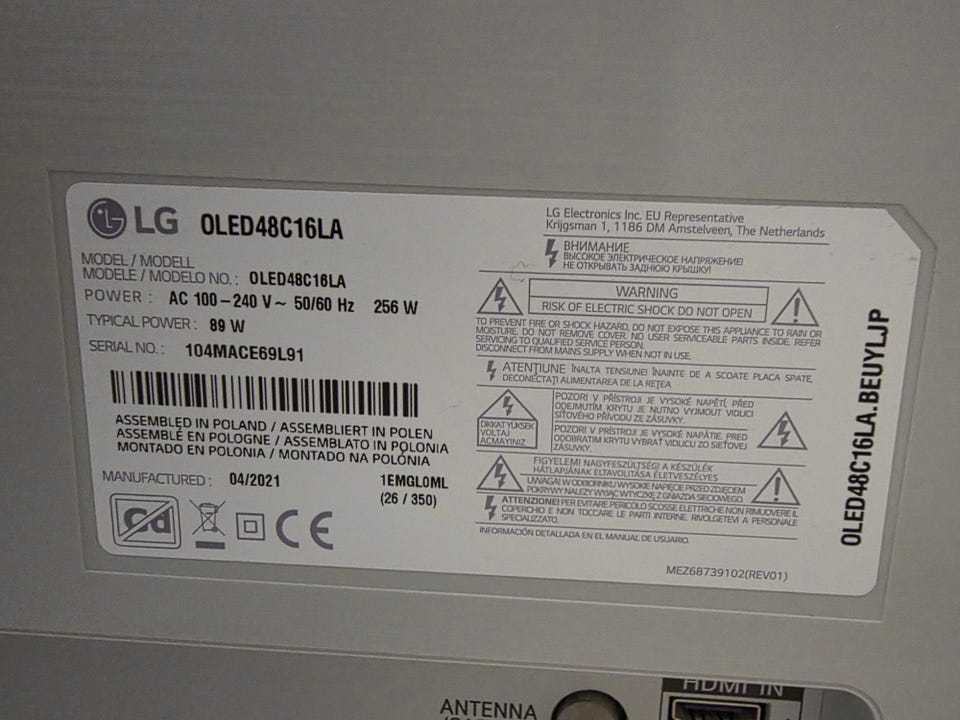 LG OLED48C16LA
MODEL / MODELL
MODELE / MODELO NO. : OLED48C16LA
POWER : AC 100-240 V~ 50/60 Hz 256 W
TYPICAL POWER : 89 W
SERIAL NO. : 104MACE69L91
ASSEMBLED IN POLAND / ASSEMBLIERT IN POLEN
ASSEMBLÉ EN POLOGNE / ASSEMBLATO IN POLONIA
MONTADO EN POLONIA / MONTADO NA POLÓNIA
MANUFACTURED : 04/2021 1EMGL0ML
(26 / 350)
Cd
CE
LG Electronics Inc. EU Representative
Krijgsman 1, 1186 DM Amstelveen, The Netherlands
ВНИМАНИЕ
ВЫСОКОЕ ЭЛЕКТРИЧЕСКОЕ НАПРЯЖЕНИЕ!
НЕ ОТКРЫВАТЬ ЗАДНЮЮ КРЫШКУ!
WARNING
RISK OF ELECTRIC SHOCK DO NOT OPEN
TO PREVENT FIRE OR SHOCK HAZARD, DO NOT EXPOSE THIS APPLIANCE TO RAIN OR
MOISTURE. DO NOT REMOVE COVER. NO USER SERVICEABLE PARTS INSIDE. REFER
SERVICING TO QUALIFIED SERVICE PERSON.
DISCONNECT FROM MAINS SUPPLY WHEN NOT IN USE.
ATENŢIUNE ÎNALTA TENSIUNE! ÎNAINTE DE A SCOATE PLACA SPATE,
DECONECTAŢI ALIMENTAREA DE LA REŢEA
DIKKAT YUKSEK
VOLTAJ
ACMAYINIZ
POZOR! V PŘÍSTROJI JE VYSOKÉ NAPĚTÍ, PŘED
ODEJMUTÍM KRYTU JE NUTNO VYJMOUT VIDLICI
SÍŤOVÉHO PŘÍVODU ZE ZÁSUVKY.
POZOR! V PRÍSTROJI JE VYSOKÉ NAPÄTIE, PRED
ODOBRATIM KRYTU VYBRAŤ VIDLICU ZO SIEŤOVEJ
ZÁSUVKY.
FIGYELEM! NAGYFESZÜLTSÉG! A KÉSZÜLÉK
HÁTLAPJÁNAK ELTÁVOLÍTÁSA ÉLETVESZÉLYES
UWAGA! W ODBIORNIKU WYSOKIE NAPIĘCIE PRZED ZDJĘCIEM
POKRYWY NALEŻY WYJĄĆ WTYCZKĘ Z GNIAZDA SIECIOWEGO
ATTENZIONE! PER EVITARE PERICOLO SCOSSE ELETTRICHE NON RIMUOVERE IL
COPERCHIO E NON TOCCARE LE PARTI INTERNE. RIVOLGETEVI A PERSONALE
SPECIALIZZATO.
INFORMACIÓN DETALLADA EN EL MANUAL DE USUARIO.
MEZ68739102(REV01)
OLED48C16LA.BEUYLJP
ANTENNA
HDMI IN